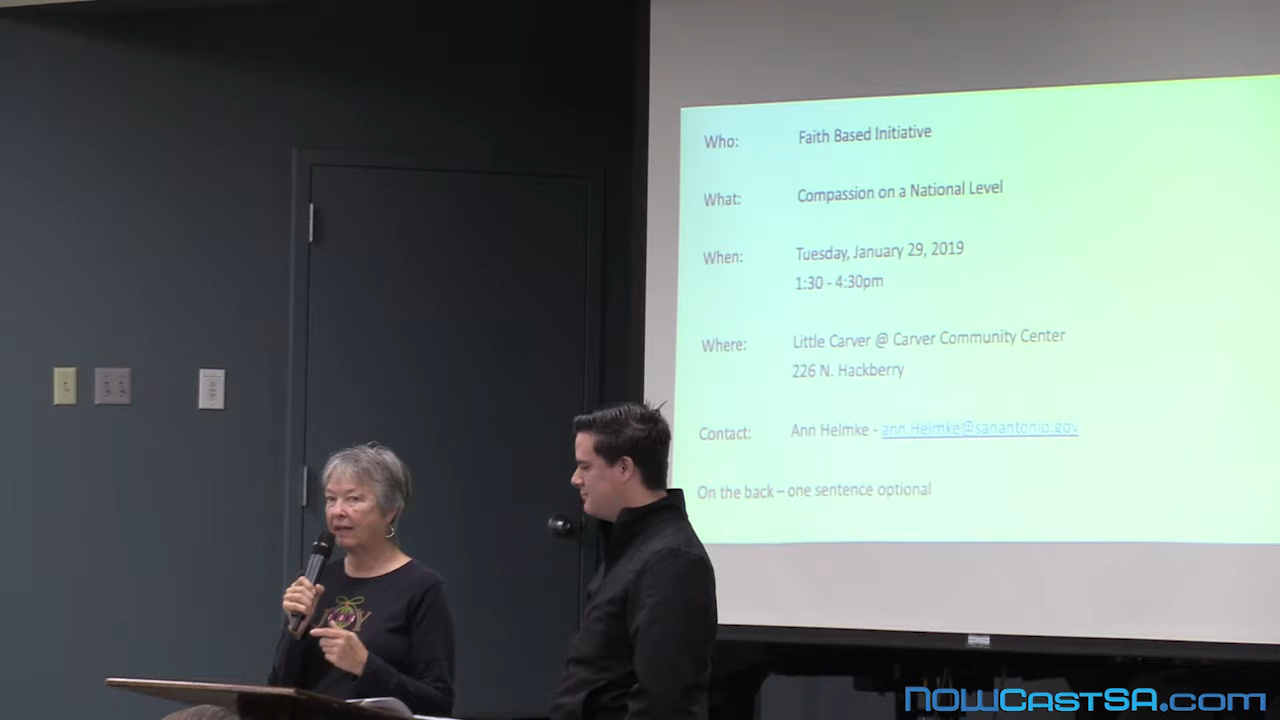 Who: Faith Based Initiative
What: Compassion on a National Level
When: Tuesday, January 29, 2019
1:30 - 4:30pm
Where: Little Carver @ Carver Community Center
226 N. Hackberry
Contact: Ann Helmke - ann.Helmke@sanantonio.gov
On the back – one sentence optional
JOY
NOWCASTSA.com